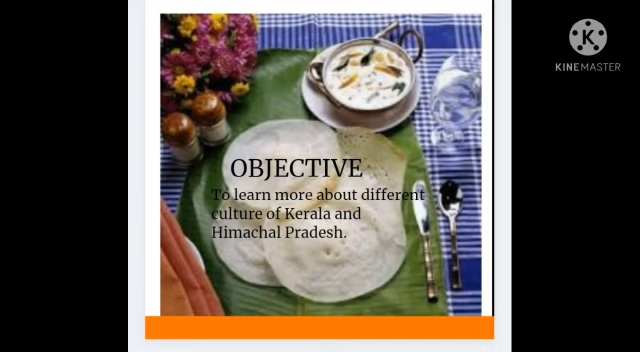 KINEMASTER
OBJECTIVE
To learn more about different
culture of Kerala and
Himachal Pradesh.